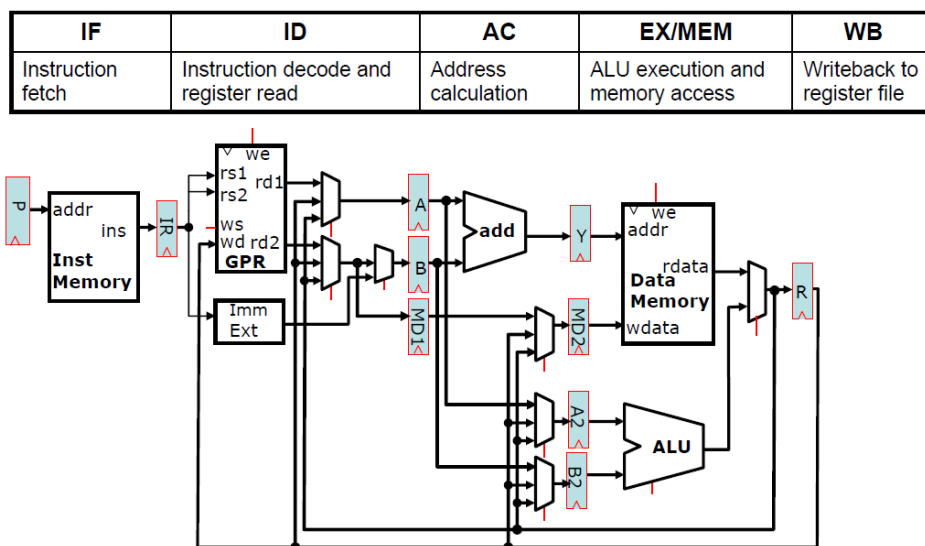 IF ID AC EX/MEM WB
Instruction fetch
Instruction decode and register read
Address calculation
ALU execution and memory access
Writeback to register file
P
addr
ins
Inst
Memory
IR
we
rs1 rd1
rs2
ws
wd rd2
GPR
Imm
Ext
A
B
MD1
add
Y
MD2
A2
B2
we
addr
rdata
Data
Memory
wdata
ALU
R